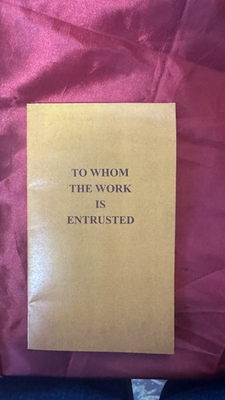 TO WHOM
THE WORK
IS
ENTRUSTED